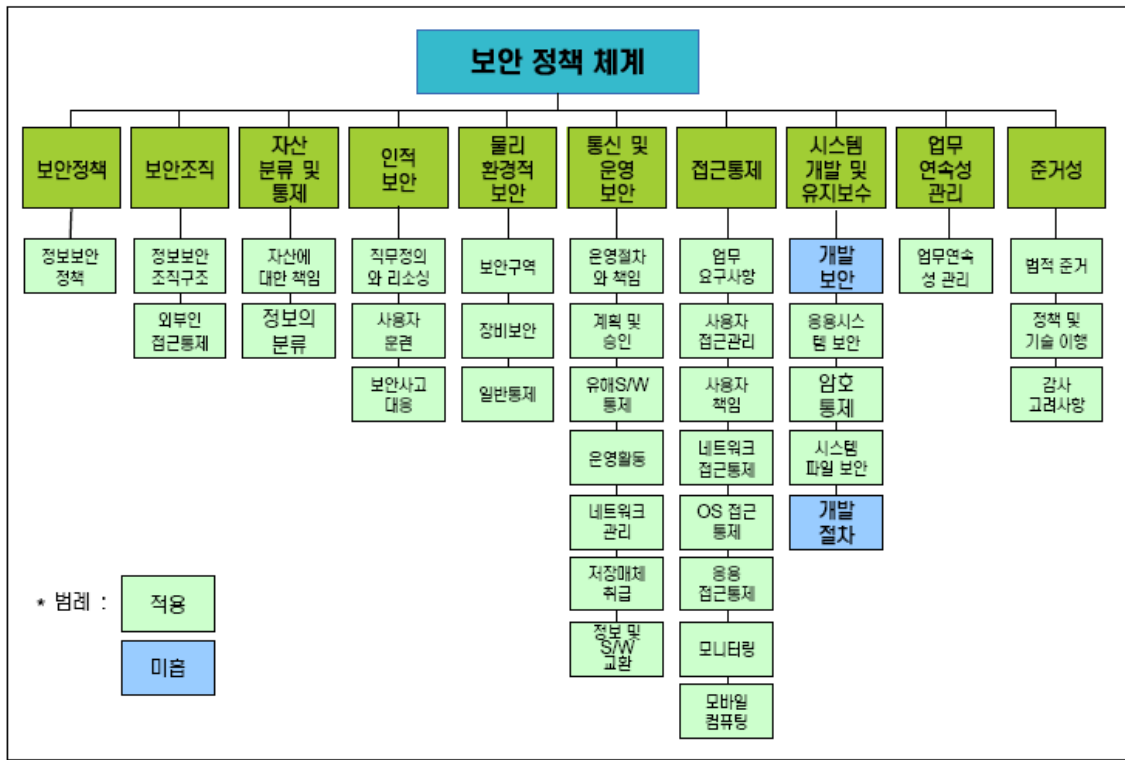 보안 정책 체계
보안정책
보안조직
자산
분류 및
통제
인적
보안
물리
환경적
보안
통신 및
운영
보안
접근통제
시스템
개발 및
유지보수
업무
연속성
관리
준거성
정보보안
정책
정보보안
조직구조
외부인
접근통제
자산에
대한 책임
정보의
분류
직무정의
와 리소싱
사용자
훈련
보안사고
대응
보안구역
장비보안
일반통제
운영절차
와 책임
계획 및
승인
유해S/W
통제
운영활동
네트워크
관리
저장매체
취급
정보 및
S/W
교환
업무
요구사항
사용자
접근관리
사용자
책임
네트워크
접근통제
OS 접근
통제
응용
접근통제
모니터링
모바일
컴퓨팅
개발
보안
응용시스
템 보안
암호
통제
시스템
파일 보안
개발
절차
업무연속
성 관리
법적 준거
정책 및
기술 이행
감사
고려사항
* 범례 :
적용
미흡